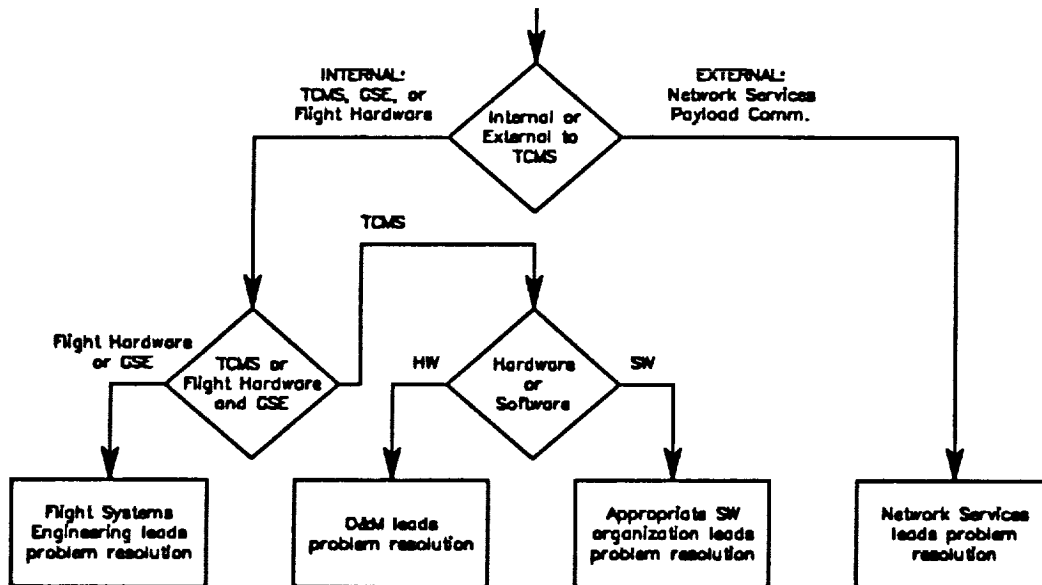 INTERNAL:
TCMS, GSE, or
Flight Hardware
EXTERNAL:
Network Services
Payload Comm.
Internal or
External to
TCMS
TCMS
Flight Hardware
or GSE
TCMS or
Flight Hardware
and GSE
HW
Hardware
or
Software
SW
Flight Systems
Engineering leads
problem resolution
O&M leads
problem resolution
Appropriate SW
organization leads
problem resolution
Network Services
leads problem
resolution